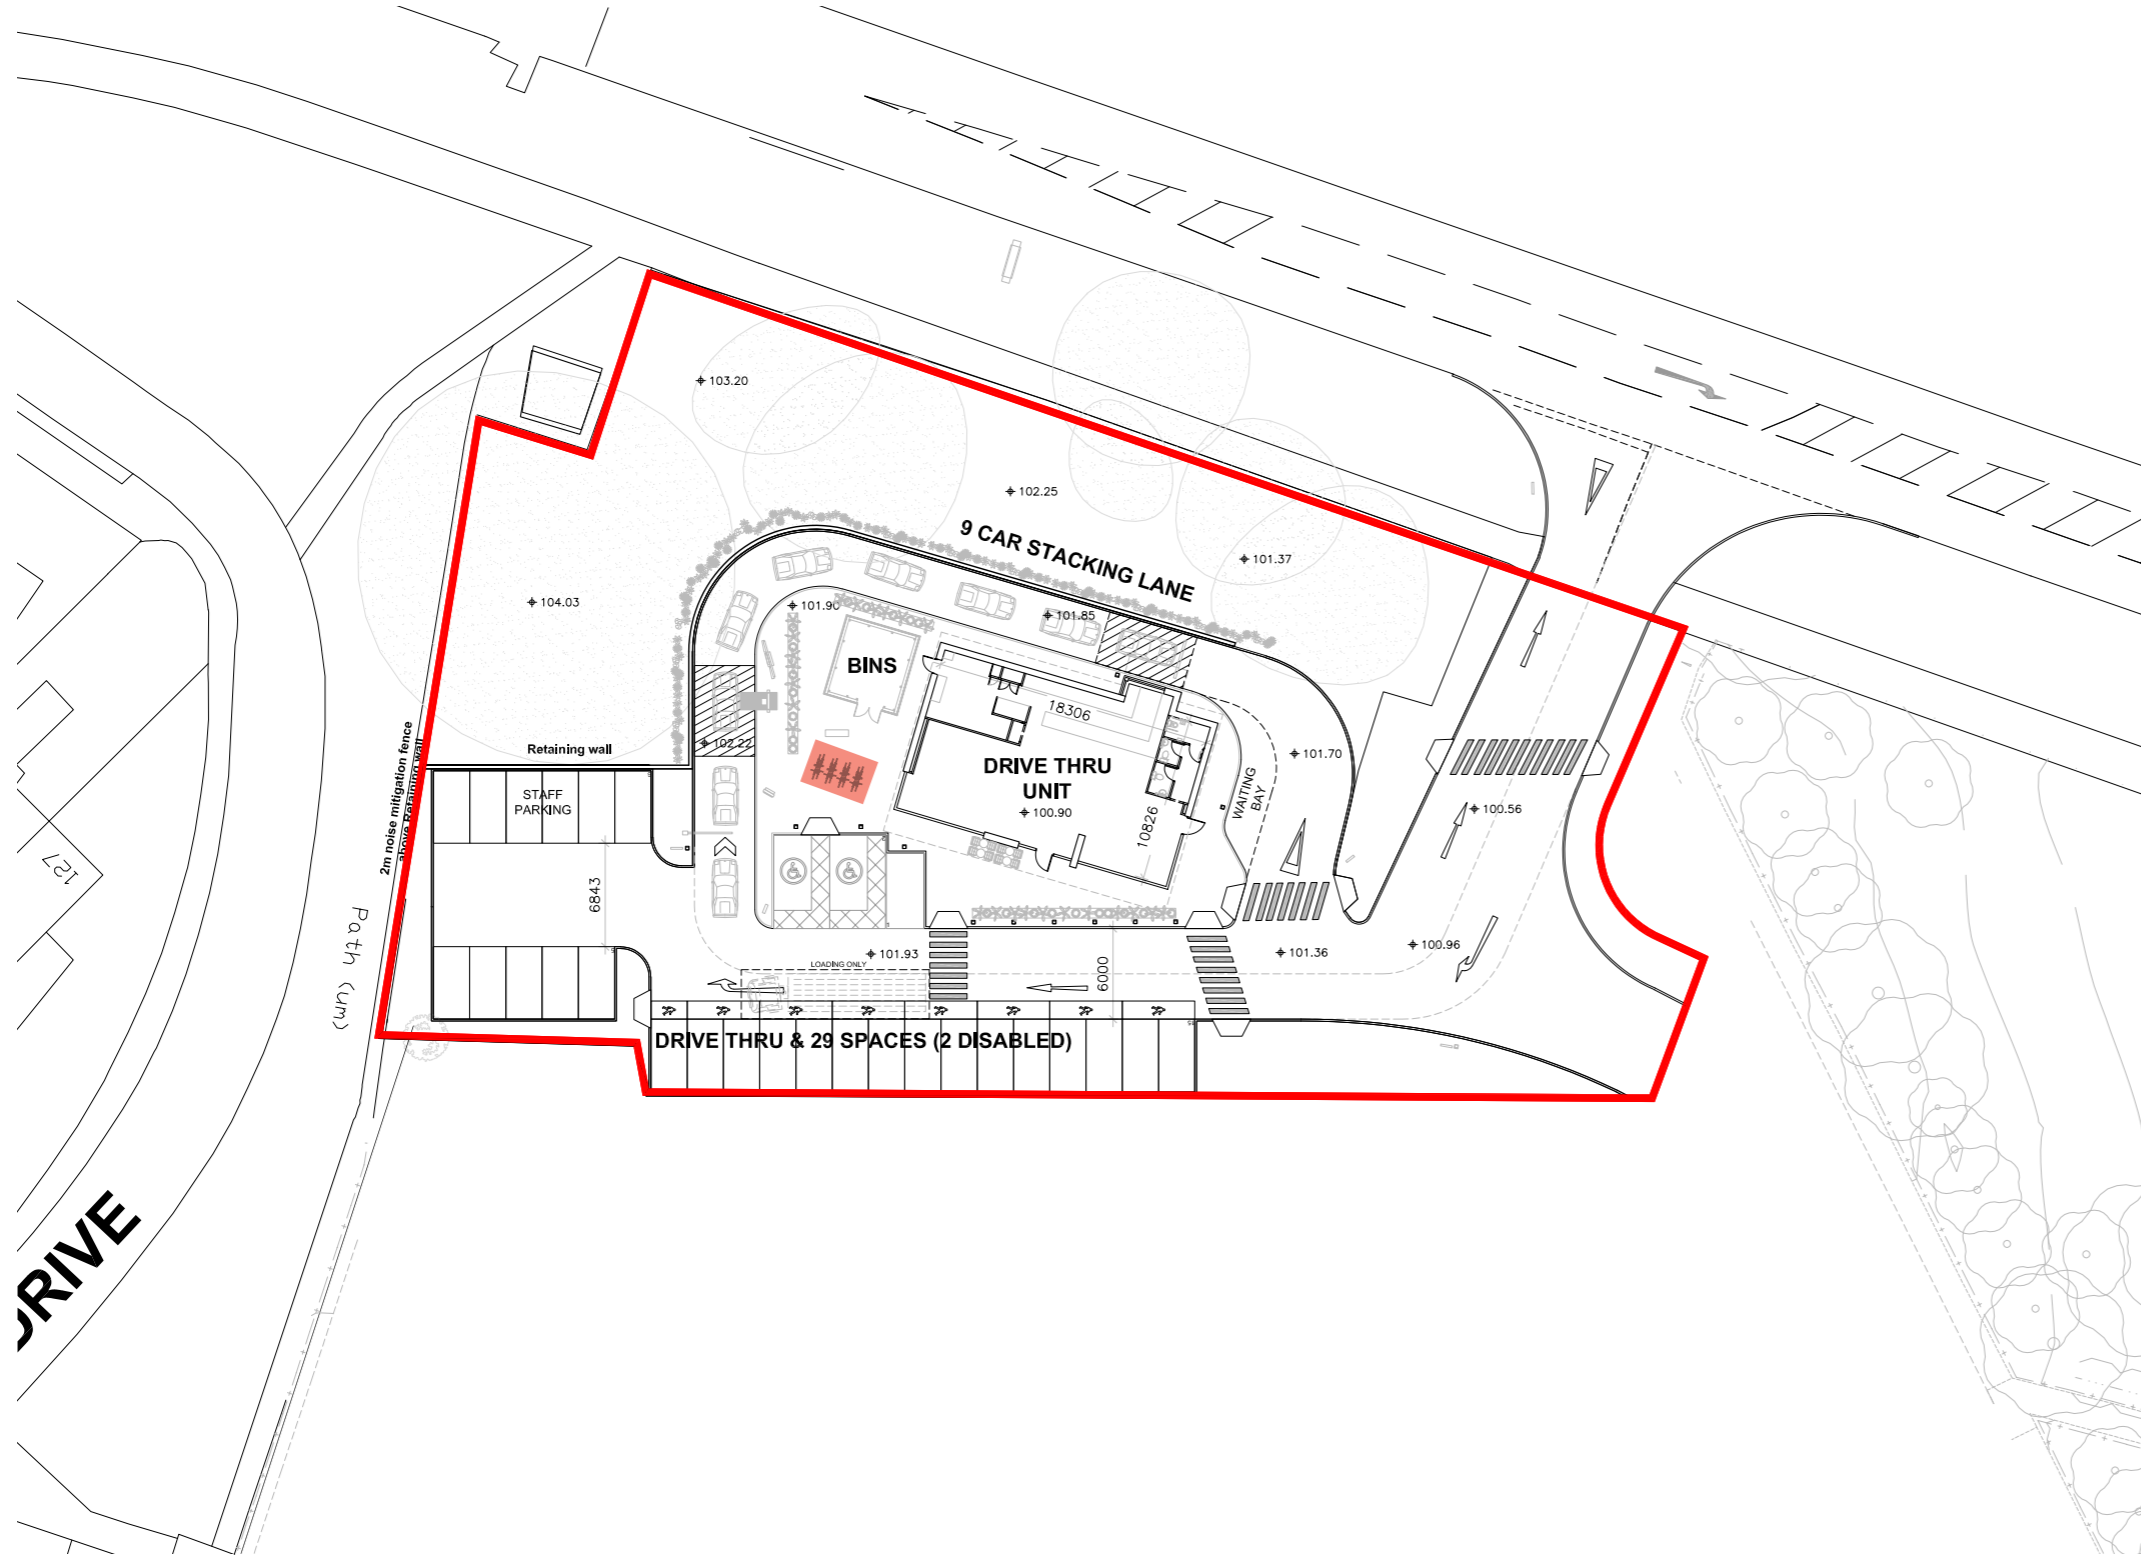 103.20
102.25
9 CAR STACKING LANE
101.37
104.03
101.90
101.85
BINS
18306
2m noise mitigation fence
above Retaining wall
Retaining wall
102.22
101.70
DRIVE THRU
UNIT
100.90
WAITING
BAY
STAFF
PARKING
10826
100.56
127
6843
Path (um)
101.93
101.36
100.96
LOADING ONLY
6000
DRIVE THRU & 29 SPACES (2 DISABLED)
DRIVE